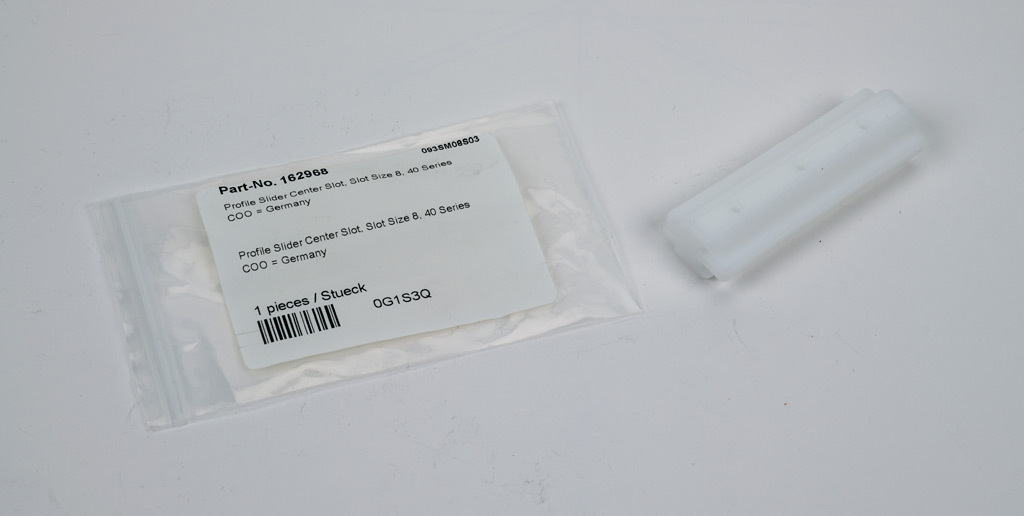 Part-No. 162968
093SM08S03
Profile Slider Center Slot, Slot Size 8, 40 Series
COO = Germany
Profile Slider Center Slot, Slot Size 8, 40 Series
COO = Germany
1 pieces / Stueck
0G1S3Q